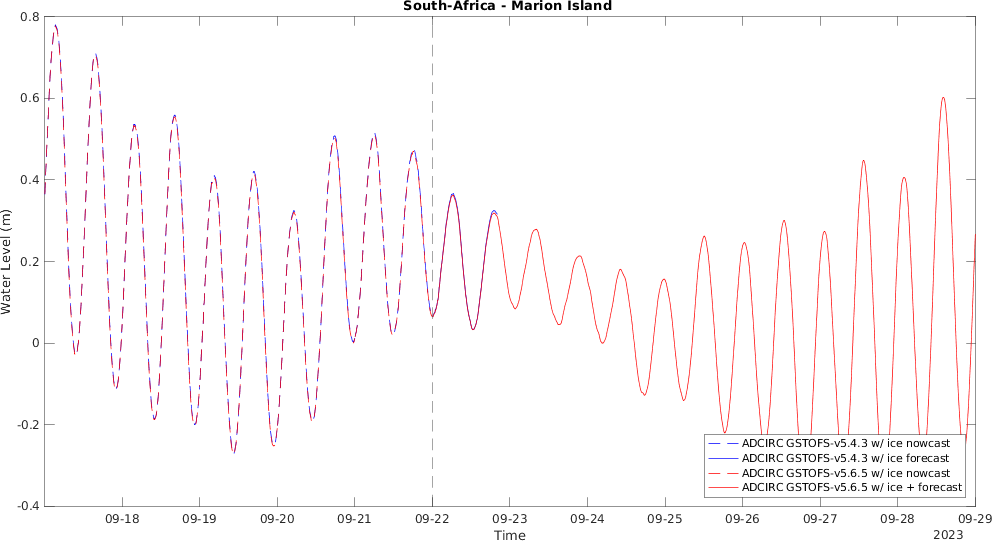 South-Africa - Marion Island
Water Level (m)
0.8
0.6
0.4
0.2
0
-0.2
-0.4
ADCIRC GSTOFS-v5.4.3 w/ ice nowcast
ADCIRC GSTOFS-v5.4.3 w/ ice forecast
ADCIRC GSTOFS-v5.6.5 w/ ice nowcast
ADCIRC GSTOFS-v5.6.5 w/ ice + forecast
09-18 09-19 09-20 09-21 09-22 09-23 09-24 09-25 09-26 09-27 09-28 09-29
Time
2023